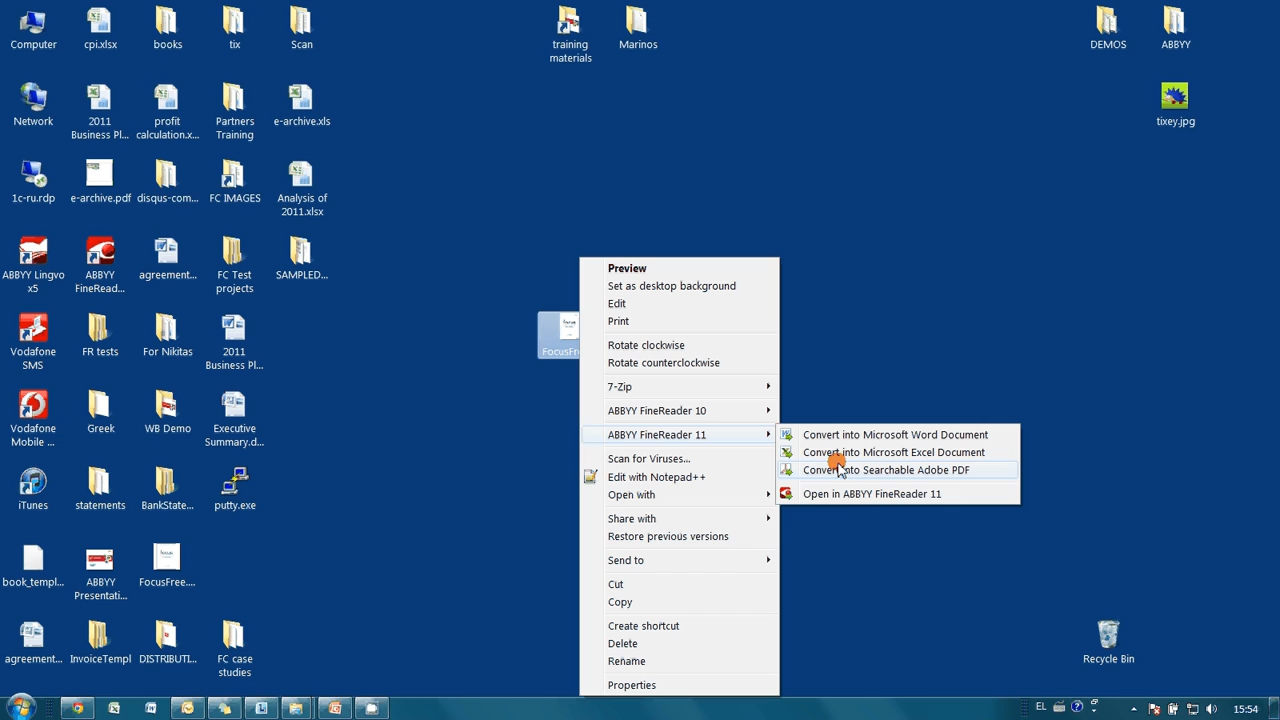 Computer
cpi.xlsx
books
tix
Scan
training
materials
Marinos
DEMOS
ABBYY
Network
2011
Business Pl...
profit
calculation.x...
Partners
Training
e-archive.xls
tixey.jpg
1c-ru.rdp
e-archive.pdf
disqus-com...
FC IMAGES
Analysis of
2011.xlsx
ABBYY Lingvo
x5
ABBYY
FineRead...
agreement...
FC Test
projects
SAMPLED...
Vodafone
SMS
FR tests
For Nikitas
2011
Business Pl...
Vodafone
Mobile ...
Greek
WB Demo
Executive
Summary.d...
iTunes
statements
BankState...
putty.exe
book_templ...
ABBYY
Presentati...
FocusFree....
agreement...
InvoiceTempl
DISTRIBUTI...
FC case
studies
focus
FocusFre
Preview
Set as desktop background
Edit
Print
Rotate clockwise
Rotate counterclockwise
7-Zip
ABBYY FineReader 10
ABBYY FineReader 11
Scan for Viruses...
Edit with Notepad++
Open with
Share with
Restore previous versions
Send to
Cut
Copy
Create shortcut
Delete
Rename
Properties
Convert into Microsoft Word Document
Convert into Microsoft Excel Document
Convert into Searchable Adobe PDF
Open in ABBYY FineReader 11
Recycle Bin
EL
15:54